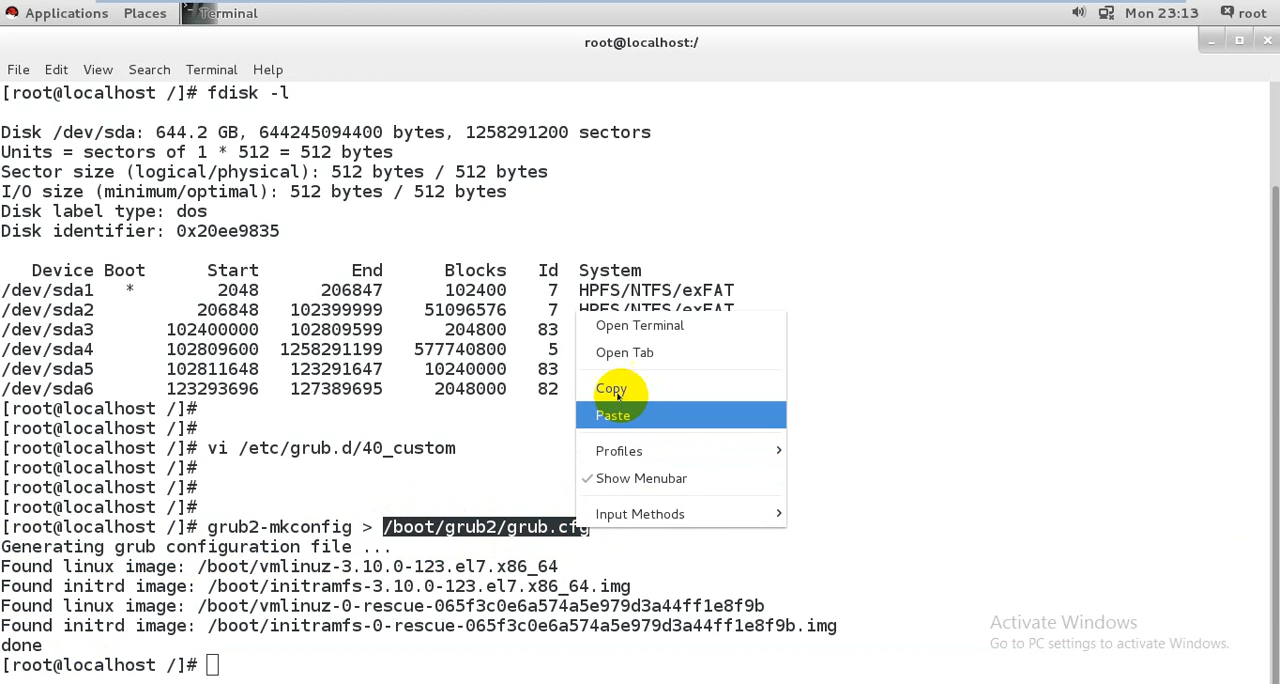 Applications Places Terminal Mon 23:13 root
root@localhost:/
File Edit View Search Terminal Help
[root@localhost /]# fdisk -l
Disk /dev/sda: 644.2 GB, 644245094400 bytes, 1258291200 sectors
Units = sectors of 1 * 512 = 512 bytes
Sector size (logical/physical): 512 bytes / 512 bytes
I/O size (minimum/optimal): 512 bytes / 512 bytes
Disk label type: dos
Disk identifier: 0x20ee9835
Device Boot Start End Blocks Id System
/dev/sda1 * 2048 206847 102400 7 HPFS/NTFS/exFAT
/dev/sda2 206848 102399999 51096576 7 HPFS/NTFS/exFAT
/dev/sda3 102400000 102809599 204800 83
/dev/sda4 102809600 1258291199 577740800 5
/dev/sda5 102811648 123291647 10240000 83
/dev/sda6 123293696 127389695 2048000 82
[root@localhost /]#
[root@localhost /]#
[root@localhost /]# vi /etc/grub.d/40_custom
[root@localhost /]#
[root@localhost /]#
[root@localhost /]#
[root@localhost /]# grub2-mkconfig > /boot/grub2/grub.cfg
Generating grub configuration file ...
Found linux image: /boot/vmlinuz-3.10.0-123.el7.x86_64
Found initrd image: /boot/initramfs-3.10.0-123.el7.x86_64.img
Found linux image: /boot/vmlinuz-0-rescue-065f3c0e6a574a5e979d3a44ff1e8f9b
Found initrd image: /boot/initramfs-0-rescue-065f3c0e6a574a5e979d3a44ff1e8f9b.img
done
[root@localhost /]#
Open Terminal
Open Tab
Copy
Paste
Profiles
Show Menubar
Input Methods
Activate Windows
Go to PC settings to activate Windows.